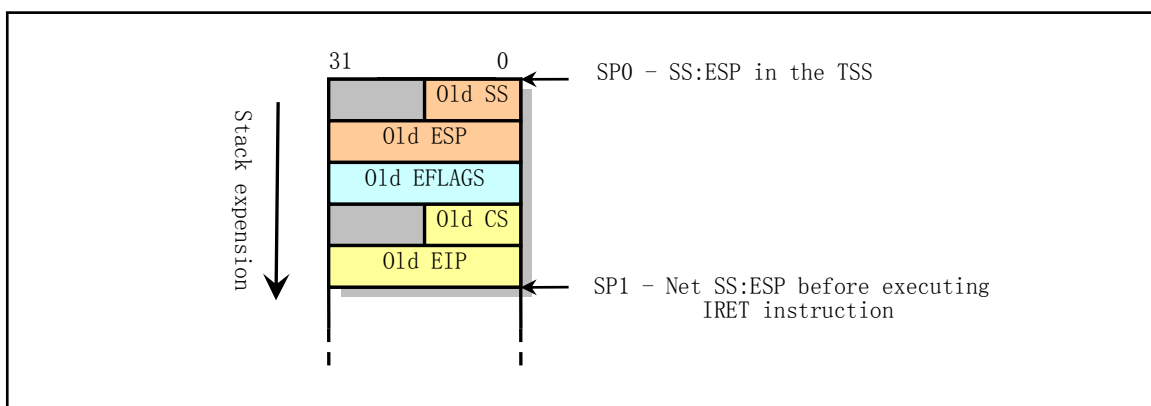 31 0
SP0 - SS:ESP in the TSS
Old SS
Old ESP
Old EFLAGS
Old CS
Old EIP
Stack expension
SP1 - Net SS:ESP before executing
IRET instruction